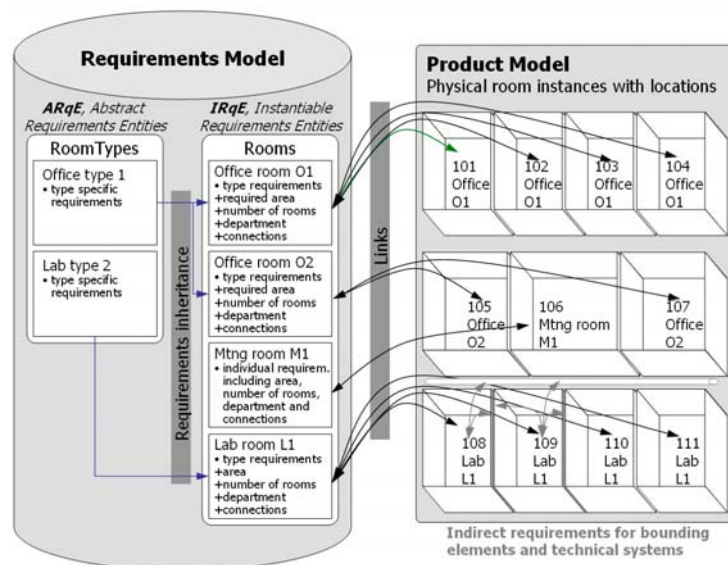 Requirements Model
ARqE, Abstract
Requirements Entities
RoomTypes
Office type 1
• type specific
requirements
Lab type 2
• type specific
requirements
Requirements inheritance
IRqE, Instantiable
Requirements Entities
Rooms
Office room O1
• type requirements
+required area
+number of rooms
+department
+connections
Office room O2
• type requirements
+required area
+number of rooms
+department
+connections
Mtng room M1
• individual requirem.
including area,
number of rooms,
department and
connections
Lab room L1
• type requirements
+area
+number of rooms
+department
+connections
Links
Product Model
Physical room instances with locations
101
Office
O1
102
Office
O1
103
Office
O1
104
Office
O1
105
Office
O2
106
Mtng room
M1
107
Office
O2
108
Lab
L1
109
Lab
L1
110
Lab
L1
111
Lab
L1
Indirect requirements for bounding
elements and technical systems